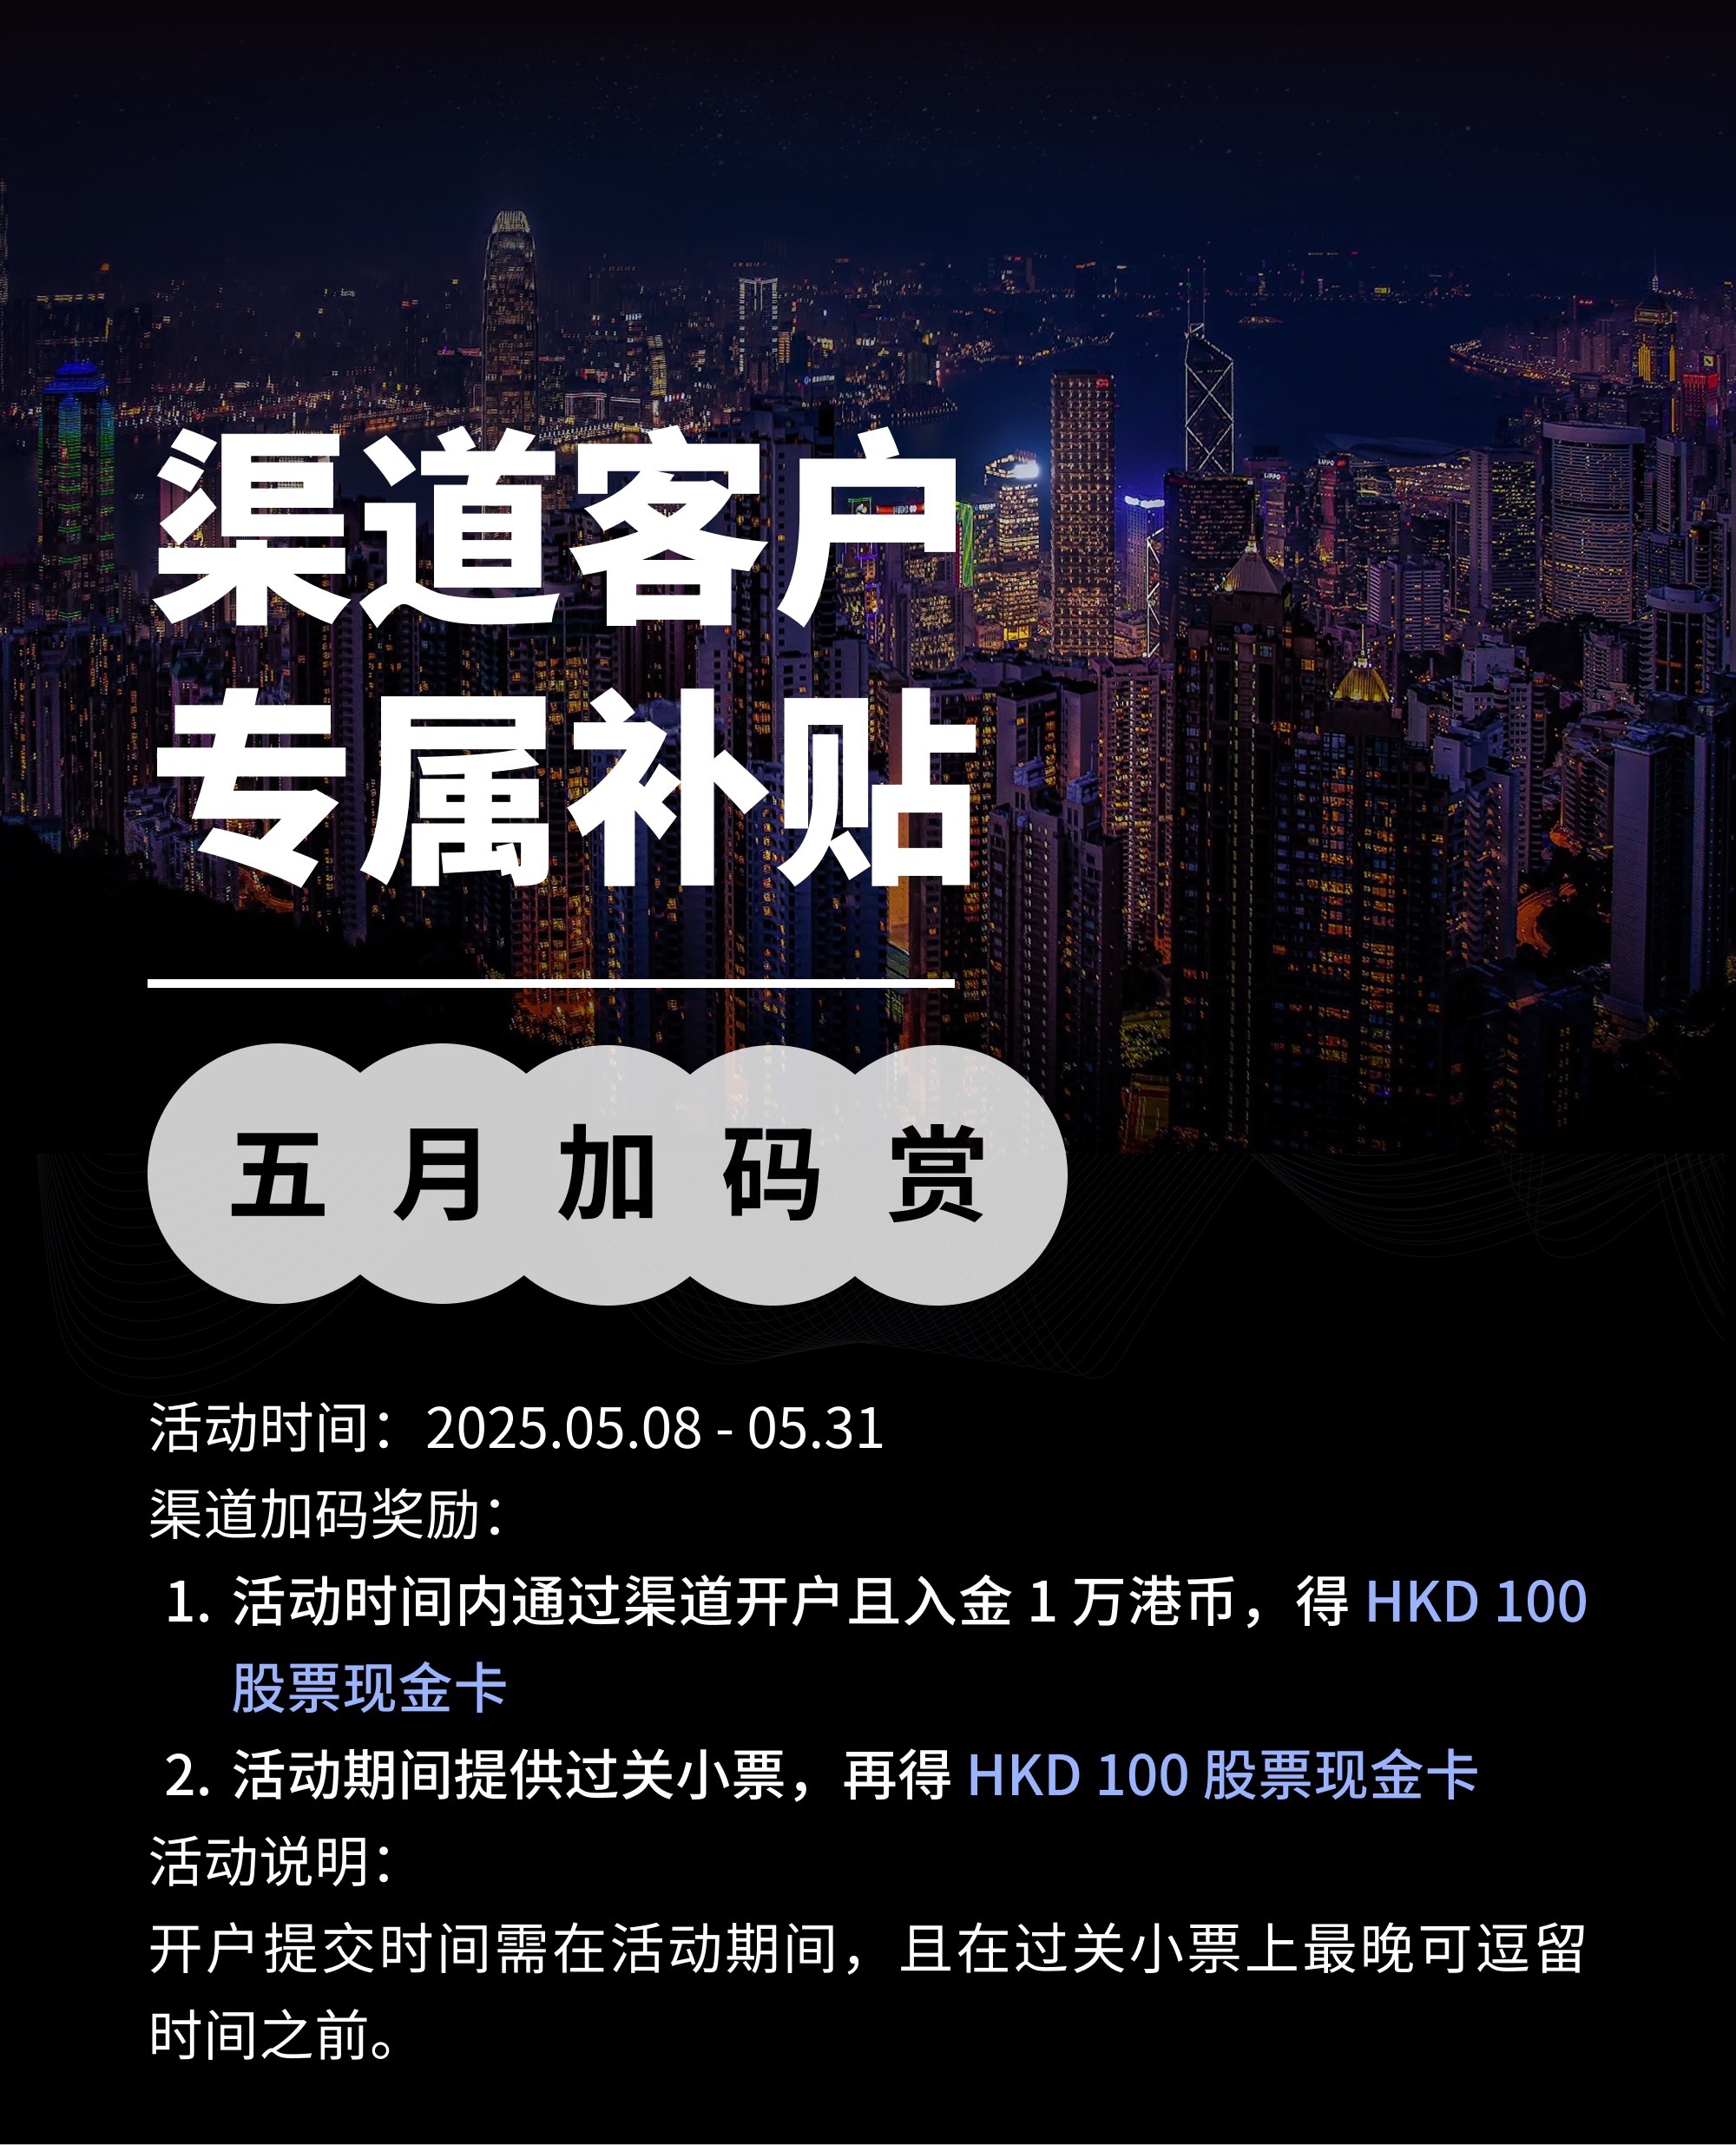 渠道客户
专属补贴
五月加码赏
活动时间：2025.05.08 - 05.31
渠道加码奖励：
1. 活动时间内通过渠道开户且入金 1 万港币，得 HKD 100
股票现金卡
2. 活动期间提供过关小票，再得 HKD 100 股票现金卡
活动说明：
开户提交时间需在活动期间，且在过关小票上最晚可逗留
时间之前。